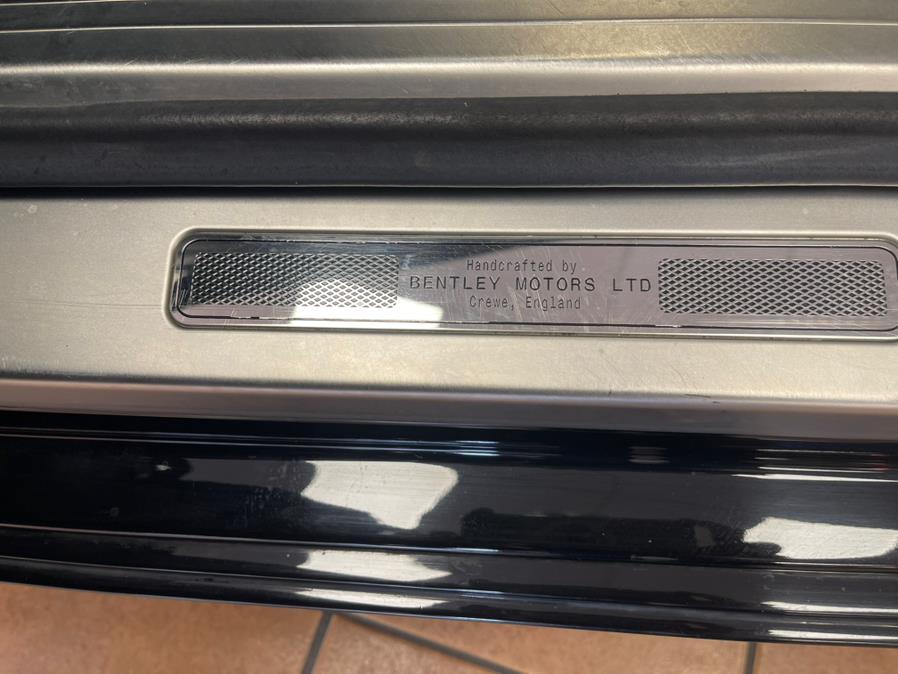 Handcrafted by
BENTLEY MOTORS LTD
Crewe, England